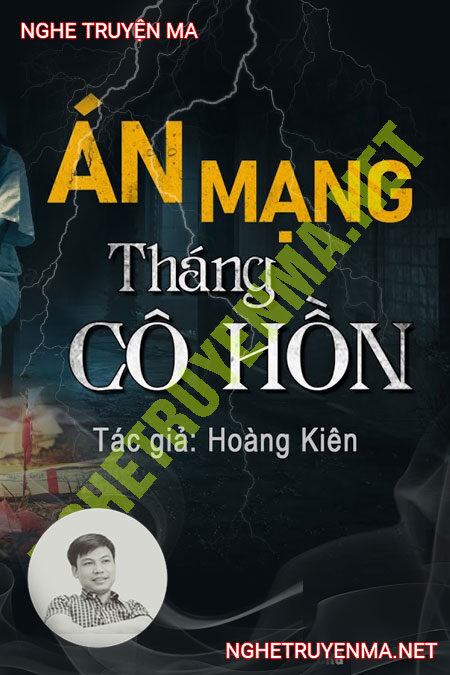 NGHE TRUYỆN MA
ÁN MẠNG
Tháng
CÔ HỒN
Tác giả: Hoàng Kiên
NGHETRUYENMA.NET
NGHETRUYENMA.NET